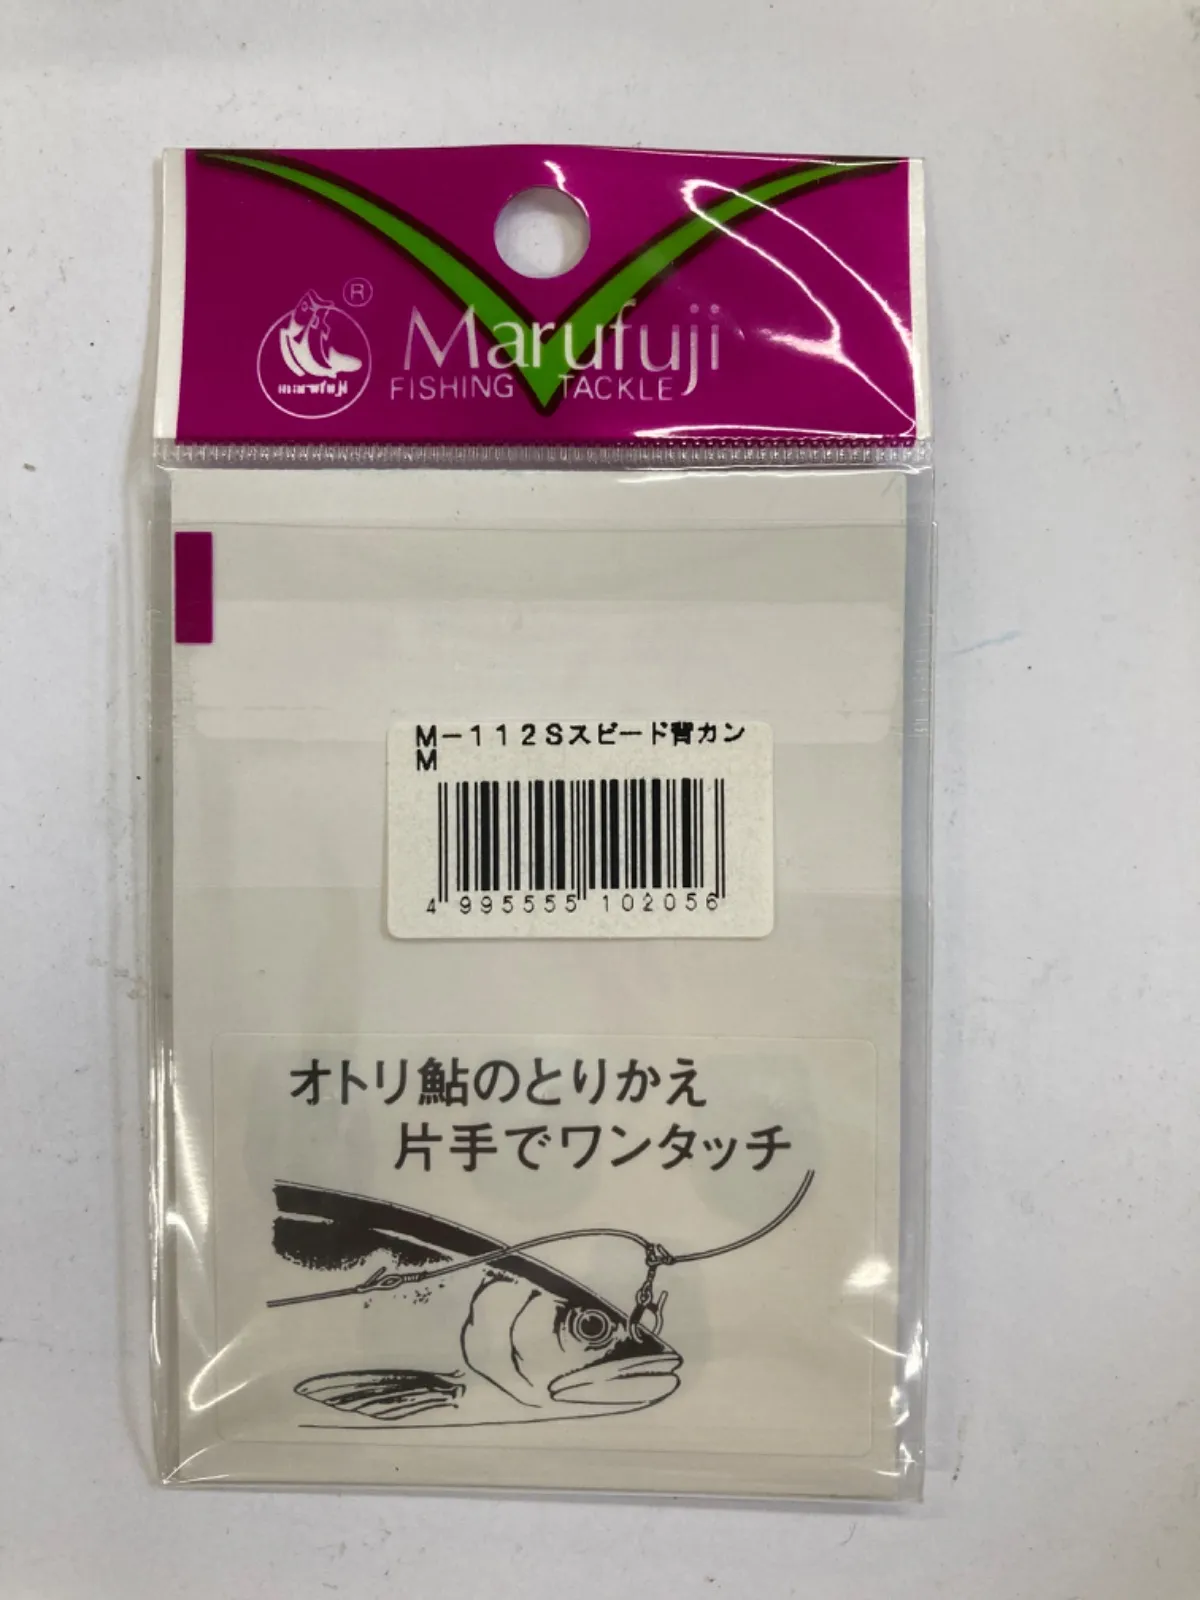 ®
Marufuji
marufuji
FISHING TACKLE
M-112Sスピード背カン
M
4 995555 102056
オトリ鮎のとりかえ
片手でワンタッチ